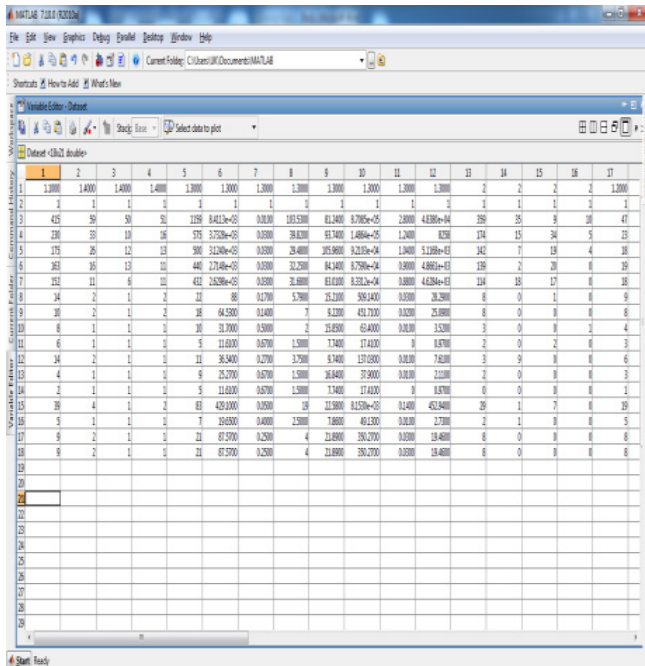 MATLAB 7.10.0 (R2010a)
File Edit View Graphics Debug Parallel Desktop Window Help
Current Folder: C:\Users\UK\Documents\MATLAB
Shortcuts How to Add What's New
Variable Editor - Dataset
Stack: Base Select data to plot
Dataset <18x21 double>
1 2 3 4 5 6 7 8 9 10 11 12 13 14 15 16 17
1 1.1000 1.4000 1.4000 1.4000 1.3000 1.3000 1.3000 1.3000 1.3000 1.3000 1.3000 1.3000 2 2 2 2 1.2000
2 1 1 1 1 1 1 1 1 1 1 1 1 1 1 1 1 1
3 415 59 50 51 1159 8.4113e+03 0.0100 103.5300 81.2400 8.7085e+05 2.8000 4.8380e+04 359 35 9 10 47
4 230 33 10 16 575 3.7328e+03 0.0300 39.8200 93.7400 1.4864e+05 1.2400 8258 174 15 34 5 23
5 175 26 12 13 500 3.1240e+03 0.0300 29.4800 105.9600 9.2103e+04 1.0400 5.1168e+03 142 7 19 4 18
6 163 16 13 11 440 2.7148e+03 0.0300 32.2500 84.1400 8.7590e+04 0.9000 4.8661e+03 139 2 20 0 19
7 152 11 6 11 432 2.6298e+03 0.0300 31.6800 83.0100 8.3312e+04 0.8800 4.6284e+03 114 18 17 0 18
8 14 2 1 1 22 88 0.1700 5.7900 15.2100 509.1400 0.0300 28.2900 8 0 1 0 9
9 10 2 1 2 18 64.5300 0.1400 7 9.2200 451.7100 0.0200 25.0900 8 0 0 0 8
10 8 1 1 1 10 31.7000 0.5000 2 15.8500 63.4000 0.0100 3.5200 3 0 0 1 4
11 6 1 1 1 5 11.6100 0.6700 1.5000 7.7400 17.4100 0 0.9700 2 0 2 0 3
12 14 2 1 1 11 36.5400 0.2700 3.7500 9.7400 137.0300 0.0100 7.6100 3 9 0 0 6
13 4 1 1 1 9 25.2700 0.6700 1.5000 16.8400 37.9000 0.0100 2.1100 2 0 0 0 3
14 2 1 1 1 5 11.6100 0.6700 1.5000 7.7400 17.4100 0 0.9700 0 0 0 0 1
15 39 4 1 2 83 429.1000 0.0500 19 22.5800 8.1530e+03 0.1400 452.9400 29 1 7 0 19
16 5 1 1 1 7 19.6500 0.4000 2.5000 7.8600 49.1300 0.0100 2.7300 2 0 0 0 5
17 9 2 1 1 21 87.5700 0.2500 4 21.8900 350.2700 0.0300 19.4600 8 0 0 0 8
18 9 2 1 1 21 87.5700 0.2500 4 21.8900 350.2700 0.0300 19.4600 8 0 0 0 8
19
20
21
22
23
24
25
26
27
28
29
Workspace
Command History
Current Folder
Variable Editor
Start Ready